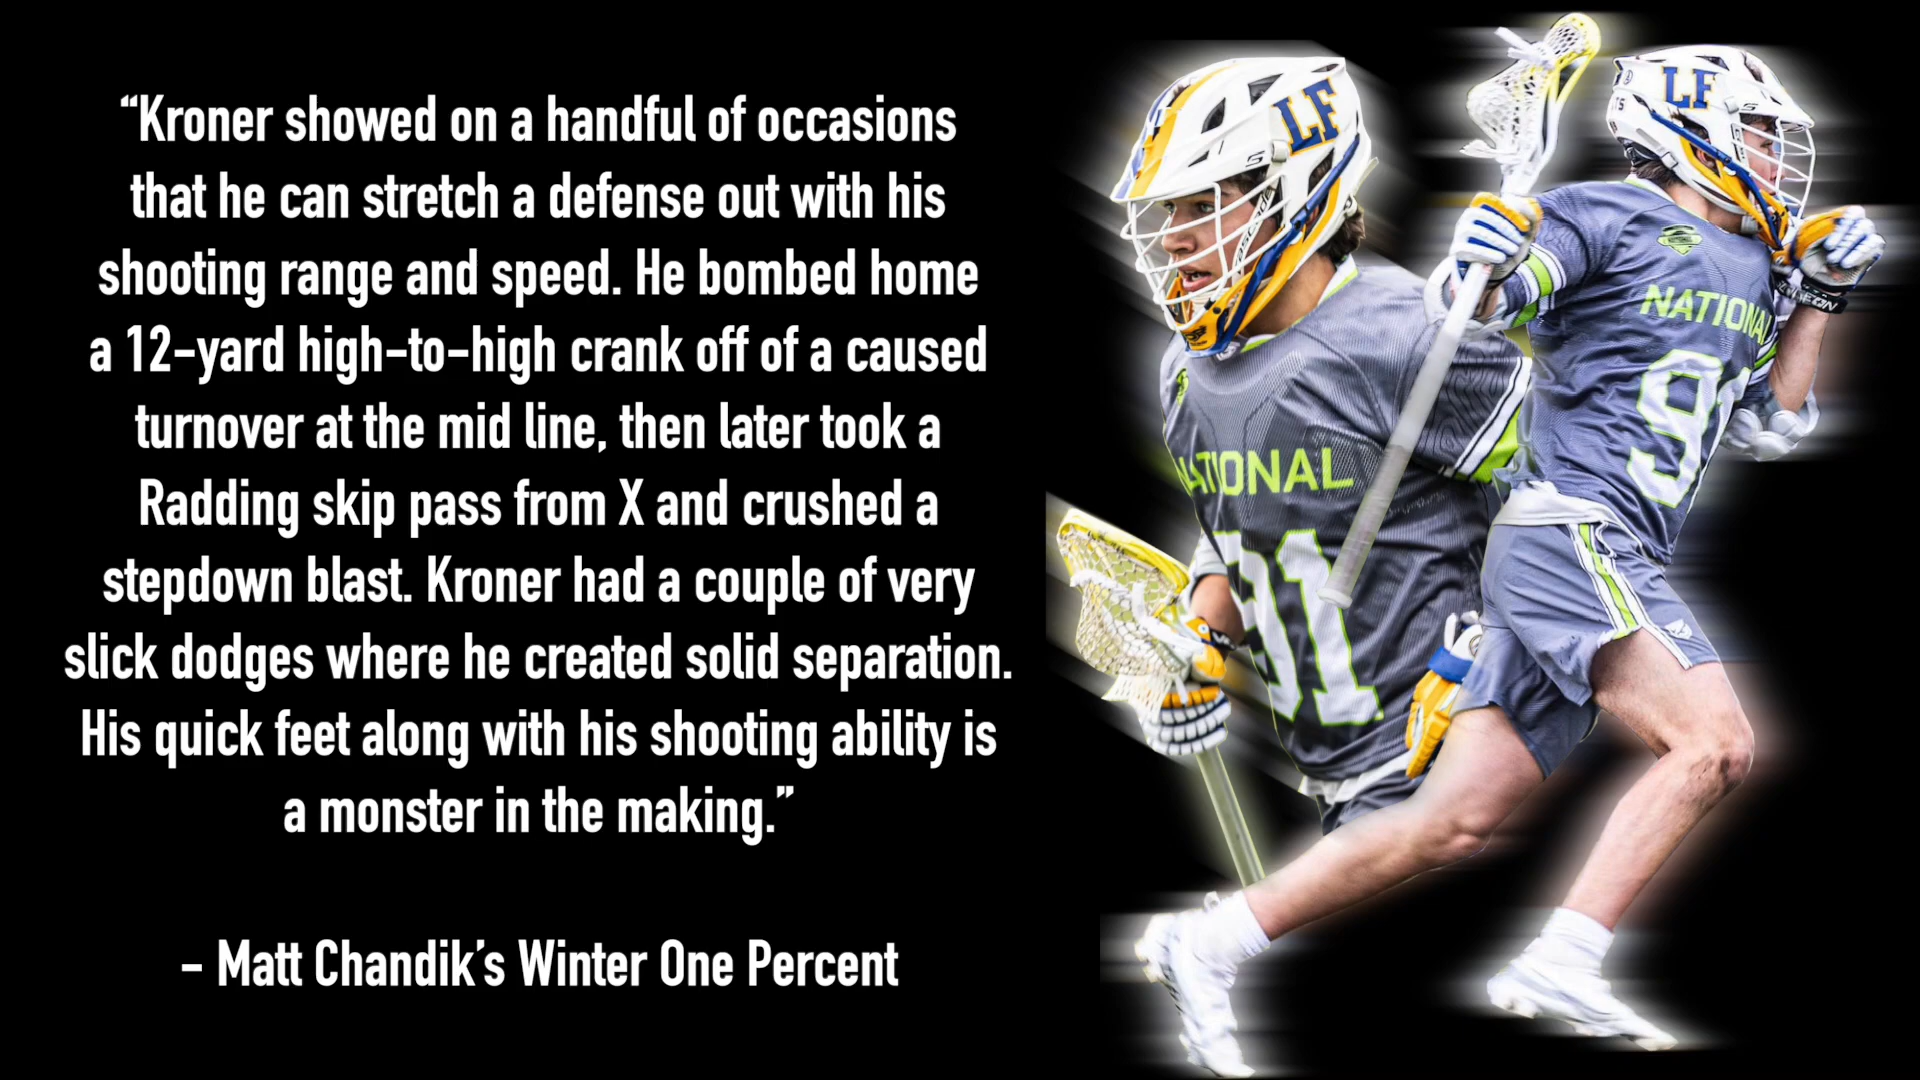 “Kroner showed on a handful of occasions
that he can stretch a defense out with his
shooting range and speed. He bombed home
a 12-yard high-to-high crank off of a caused
turnover at the mid line, then later took a
Radding skip pass from X and crushed a
stepdown blast. Kroner had a couple of very
slick dodges where he created solid separation.
His quick feet along with his shooting ability is
a monster in the making.”
- Matt Chandik’s Winter One Percent
LF
NATIONAL
91
LF
NATIONAL
91